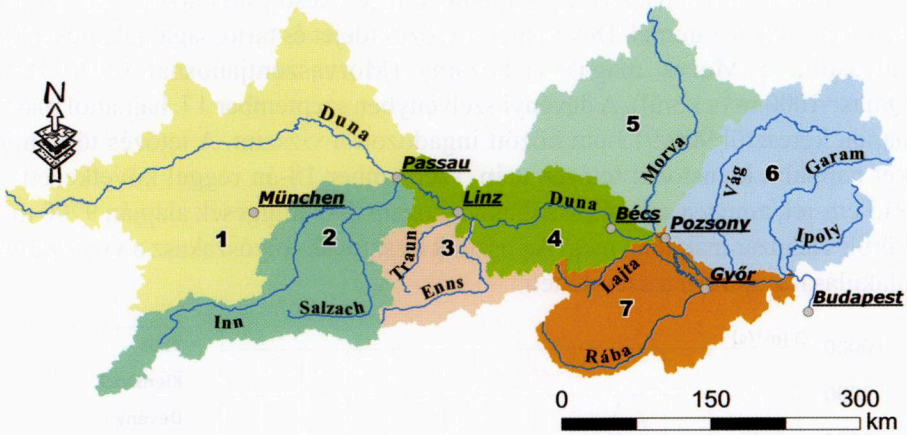 N
Duna
Passau
München
Linz
1
2
3
Traun
Enns
Inn
Salzach
4
Duna
5
Morva
Bécs
Pozsony
6
Vág
Garam
Ipoly
Lajta
Győr
Budapest
7
Rába
0 150 300
km